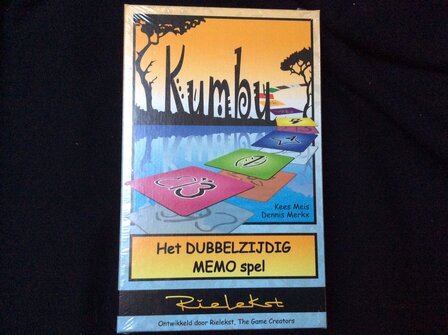 Kumbu
Kees Meis
Dennis Merkx
Het DUBBELZIJDIG
MEMO spel
Rielekst
Ontwikkeld door Rielekst, The Game Creators